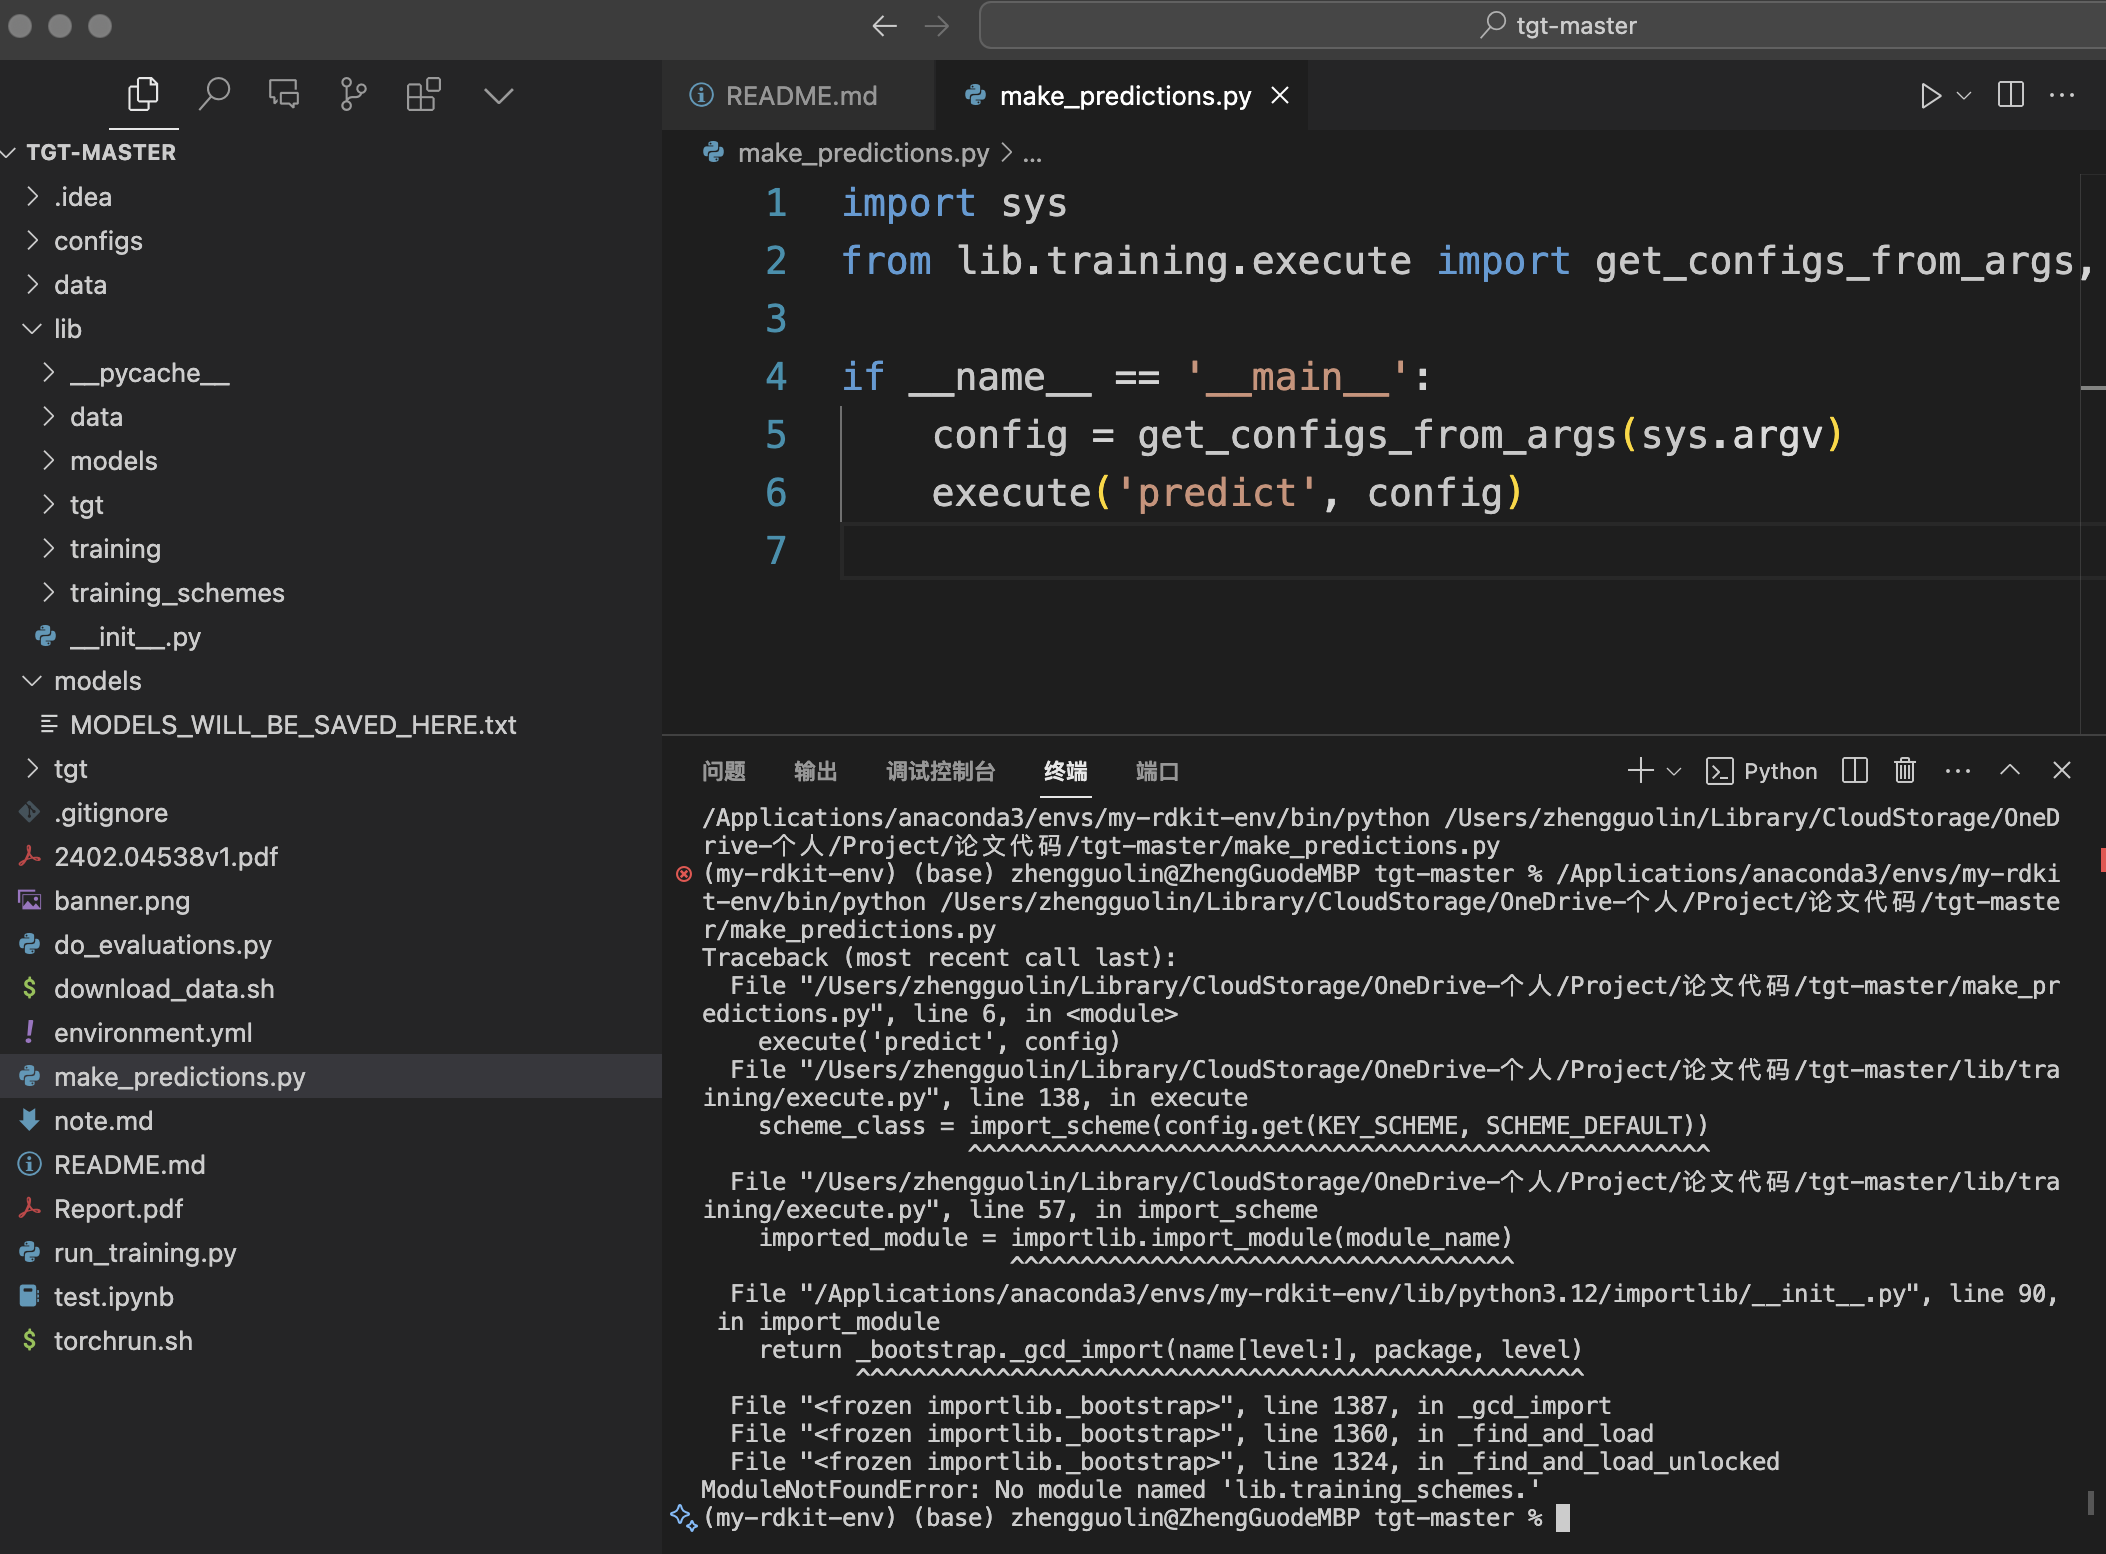 tgt-master
README.md
make_predictions.py
TGT-MASTER
.idea
configs
data
lib
__pycache__
data
models
tgt
training
training_schemes
__init__.py
models
MODELS_WILL_BE_SAVED_HERE.txt
tgt
.gitignore
2402.04538v1.pdf
banner.png
do_evaluations.py
download_data.sh
environment.yml
make_predictions.py
note.md
README.md
Report.pdf
run_training.py
test.ipynb
torchrun.sh
make_predictions.py > ...
1 import sys
2 from lib.training.execute import get_configs_from_args,
3
4 if __name__ == '__main__':
5 config = get_configs_from_args(sys.argv)
6 execute('predict', config)
7
问题 输出 调试控制台 终端 端口
Python
/Applications/anaconda3/envs/my-rdkit-env/bin/python /Users/zhengguolin/Library/CloudStorage/OneD
rive-个人/Project/论文代码/tgt-master/make_predictions.py
(my-rdkit-env) (base) zhengguolin@ZhengGuodeMBP tgt-master % /Applications/anaconda3/envs/my-rdki
t-env/bin/python /Users/zhengguolin/Library/CloudStorage/OneDrive-个人/Project/论文代码/tgt-maste
r/make_predictions.py
Traceback (most recent call last):
File "/Users/zhengguolin/Library/CloudStorage/OneDrive-个人/Project/论文代码/tgt-master/make_pr
edictions.py", line 6, in <module>
execute('predict', config)
File "/Users/zhengguolin/Library/CloudStorage/OneDrive-个人/Project/论文代码/tgt-master/lib/tra
ining/execute.py", line 138, in execute
scheme_class = import_scheme(config.get(KEY_SCHEME, SCHEME_DEFAULT))
^^^^^^^^^^^^^^^^^^^^^^^^^^^^^^^^^^^^^^^^^^^^^^^^^^^^^
File "/Users/zhengguolin/Library/CloudStorage/OneDrive-个人/Project/论文代码/tgt-master/lib/tra
ining/execute.py", line 57, in import_scheme
imported_module = importlib.import_module(module_name)
^^^^^^^^^^^^^^^^^^^^^^^^^^^^^^^^^^^^
File "/Applications/anaconda3/envs/my-rdkit-env/lib/python3.12/importlib/__init__.py", line 90,
in import_module
return _bootstrap._gcd_import(name[level:], package, level)
^^^^^^^^^^^^^^^^^^^^^^^^^^^^^^^^^^^^^^^^^^^^^^^^^^^^
File "<frozen importlib._bootstrap>", line 1387, in _gcd_import
File "<frozen importlib._bootstrap>", line 1360, in _find_and_load
File "<frozen importlib._bootstrap>", line 1324, in _find_and_load_unlocked
ModuleNotFoundError: No module named 'lib.training_schemes.'
(my-rdkit-env) (base) zhengguolin@ZhengGuodeMBP tgt-master %